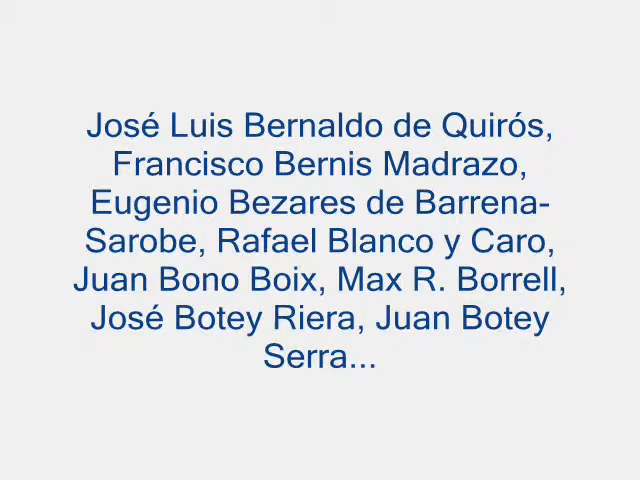 José Luis Bernaldo de Quirós,
Francisco Bernis Madrazo,
Eugenio Bezares de Barrena-
Sarobe, Rafael Blanco y Caro,
Juan Bono Boix, Max R. Borrell,
José Botey Riera, Juan Botey
Serra...